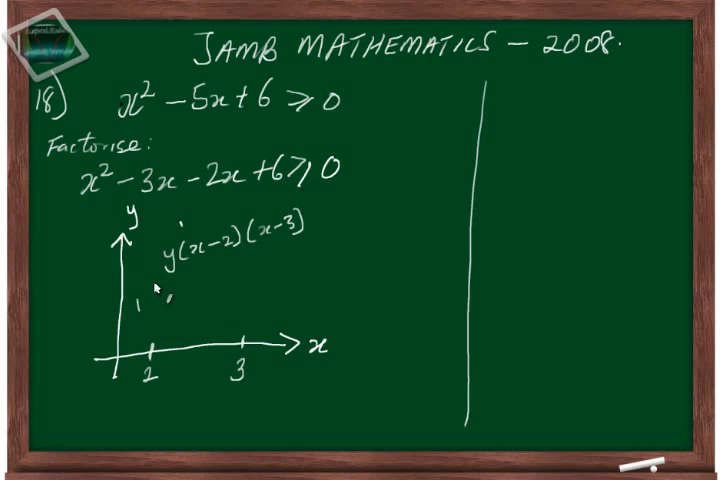 JAMB MATHEMATICS - 2008.
18) x² - 5x + 6 ⩾ 0
Factorise:
x² - 3x - 2x + 6 ⩾ 0
y
y(x-2)(x-3)
x
2 3